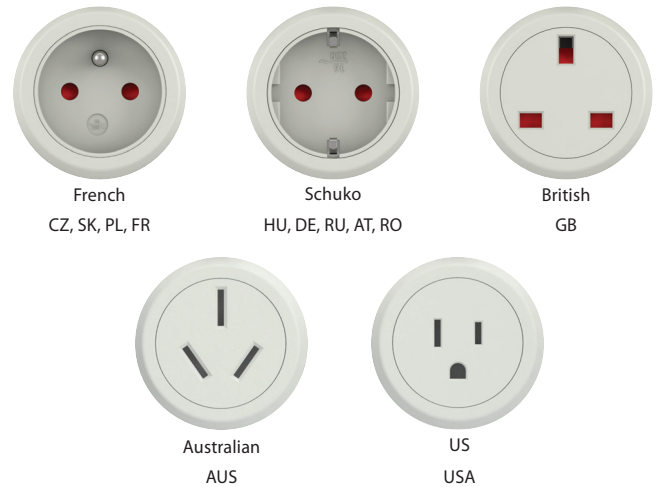 French
Schuko
British
CZ, SK, PL, FR
HU, DE, RU, AT, RO
GB
Australian
US
AUS
USA